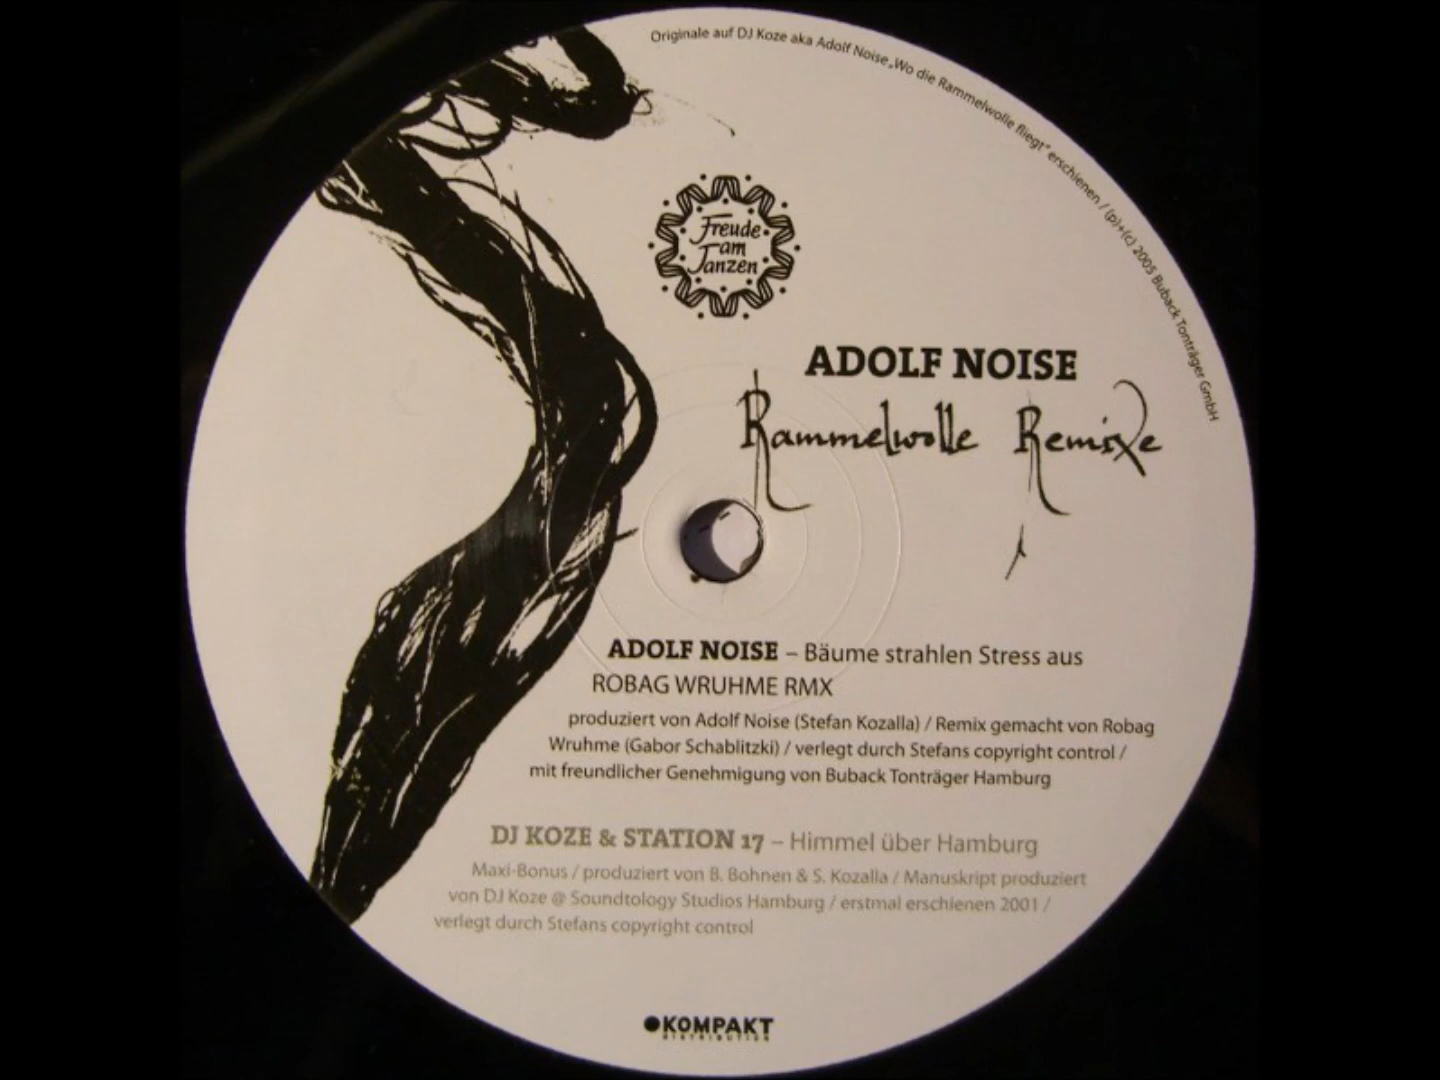 Originale auf DJ Koze aka Adolf Noise „Wo die Rammelwolle fliegt“ erschienen / (p)+(c) 2005 Buback Tonträger GmbH
Freude
am
Tanzen
ADOLF NOISE
Rammelwolle Remixe
ADOLF NOISE – Bäume strahlen Stress aus
ROBAG WRUHME RMX
produziert von Adolf Noise (Stefan Kozalla) / Remix gemacht von Robag
Wruhme (Gabor Schablitzki) / verlegt durch Stefans copyright control /
mit freundlicher Genehmigung von Buback Tonträger Hamburg
DJ KOZE & STATION 17 – Himmel über Hamburg
Maxi-Bonus / produziert von B. Bohnen & S. Kozalla / Manuskript produziert
von DJ Koze @ Soundtology Studios Hamburg / erstmal erschienen 2001 /
verlegt durch Stefans copyright control
KOMPAKT
DISTRIBUTION